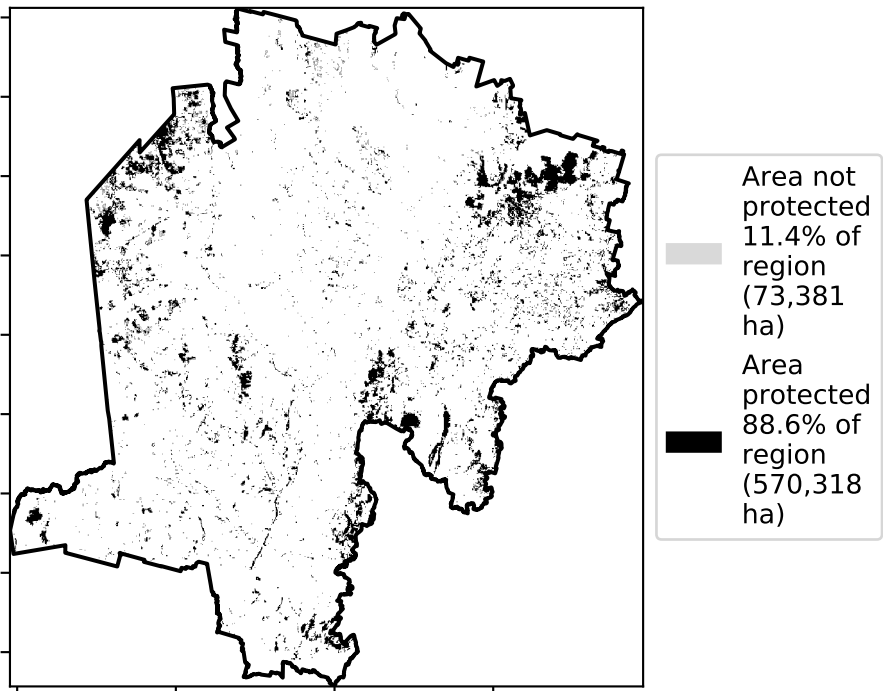 Area not
protected
11.4% of
region
(73,381
ha)
Area
protected
88.6% of
region
(570,318
ha)